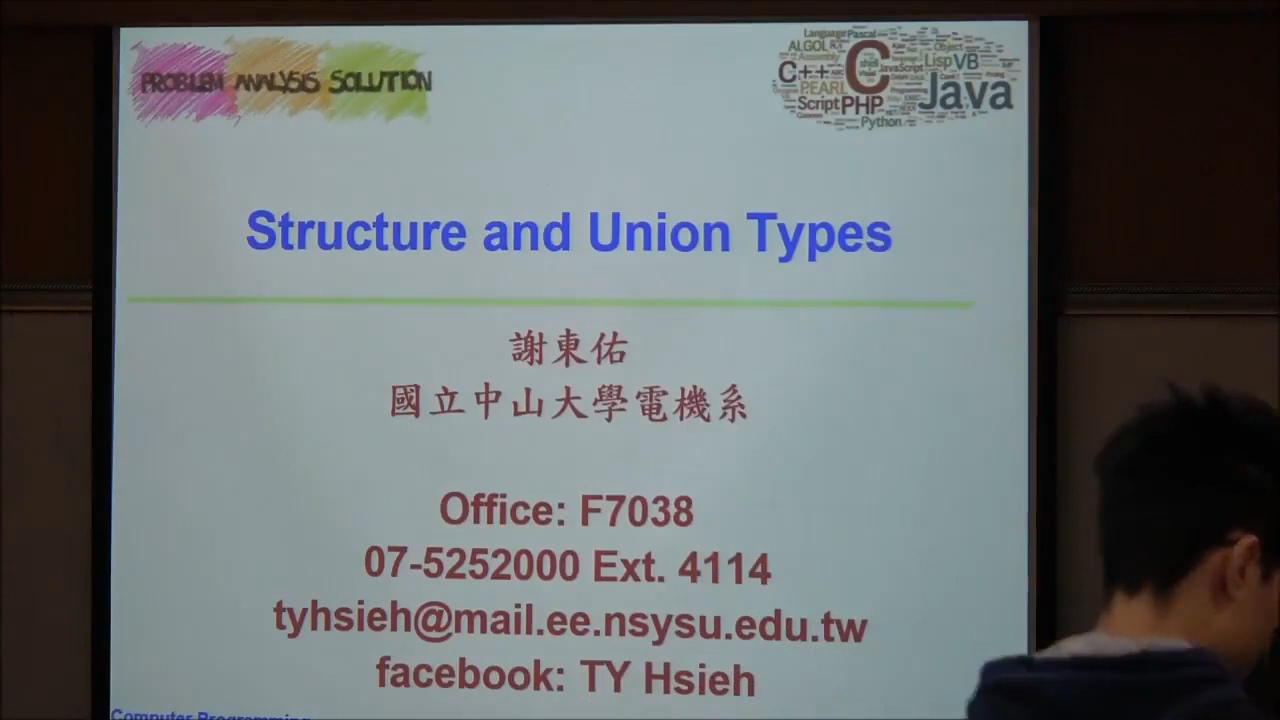 PROBLEM ANALYSIS SOLUTION
Language Pascal
ALGOL
Object
C++ C Lisp VB
JavaScript
PEARL
Script PHP Java
Python
Structure and Union Types
謝東佑
國立中山大學電機系
Office: F7038
07-5252000 Ext. 4114
tyhsieh@mail.ee.nsysu.edu.tw
facebook: TY Hsieh
Computer Programming